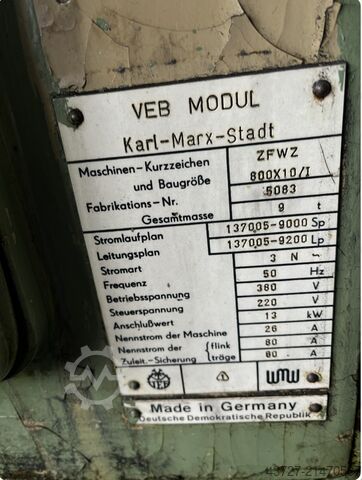 VEB MODUL
Karl-Marx-Stadt
Maschinen-Kurzzeichen ZFWZ
und Baugröße 800X10/I
Fabrikations-Nr. 5083
Gesamtmasse 9 t
Stromlaufplan 137005-9000 Sp
Leitungsplan 137005-9200 Lp
Stromart 3 N ~
Frequenz 50 Hz
Betriebsspannung 380 V
Steuerspannung 220 V
Anschlußwert 13 kW
Nennstrom der Maschine 26 A
Nennstrom der flink 80 A
Zuleit.-Sicherung träge 80 A
WMW
Made in Germany
Deutsche Demokratische Republik